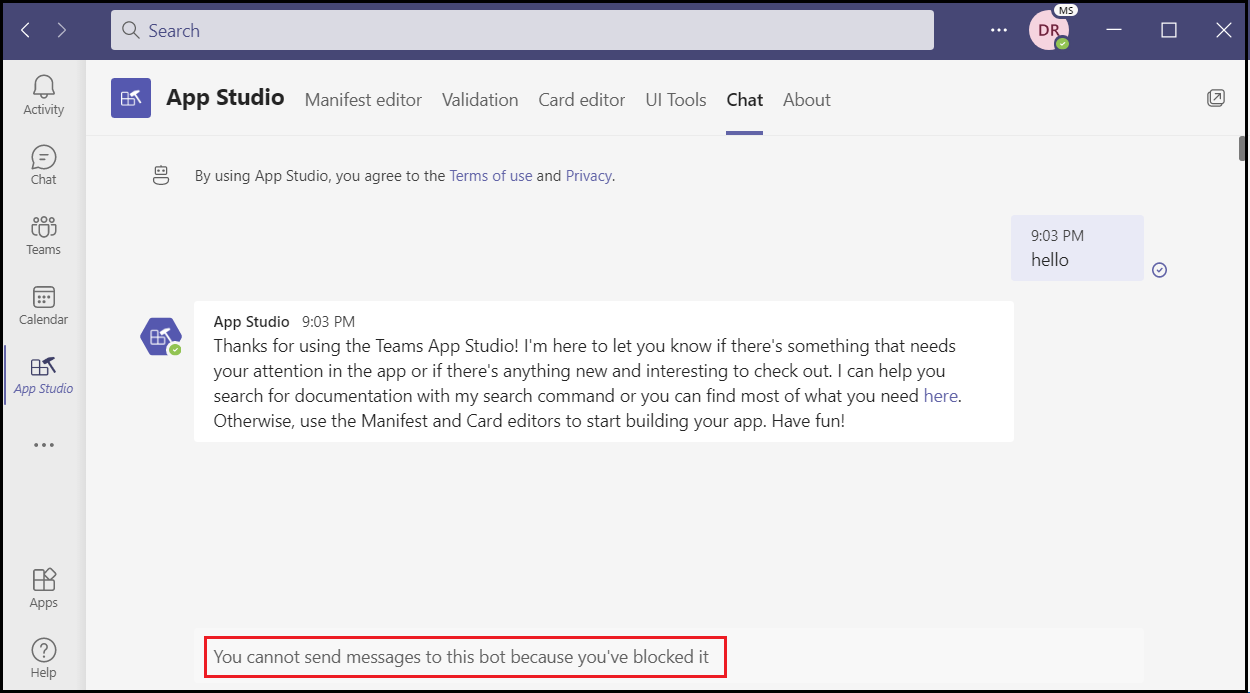 Search
DR
MS
Activity
Chat
Teams
Calendar
App Studio
Apps
Help
App Studio Manifest editor Validation Card editor UI Tools Chat About
By using App Studio, you agree to the Terms of use and Privacy.
9:03 PM
hello
App Studio 9:03 PM
Thanks for using the Teams App Studio! I'm here to let you know if there's something that needs
your attention in the app or if there's anything new and interesting to check out. I can help you
search for documentation with my search command or you can find most of what you need here.
Otherwise, use the Manifest and Card editors to start building your app. Have fun!
You cannot send messages to this bot because you've blocked it